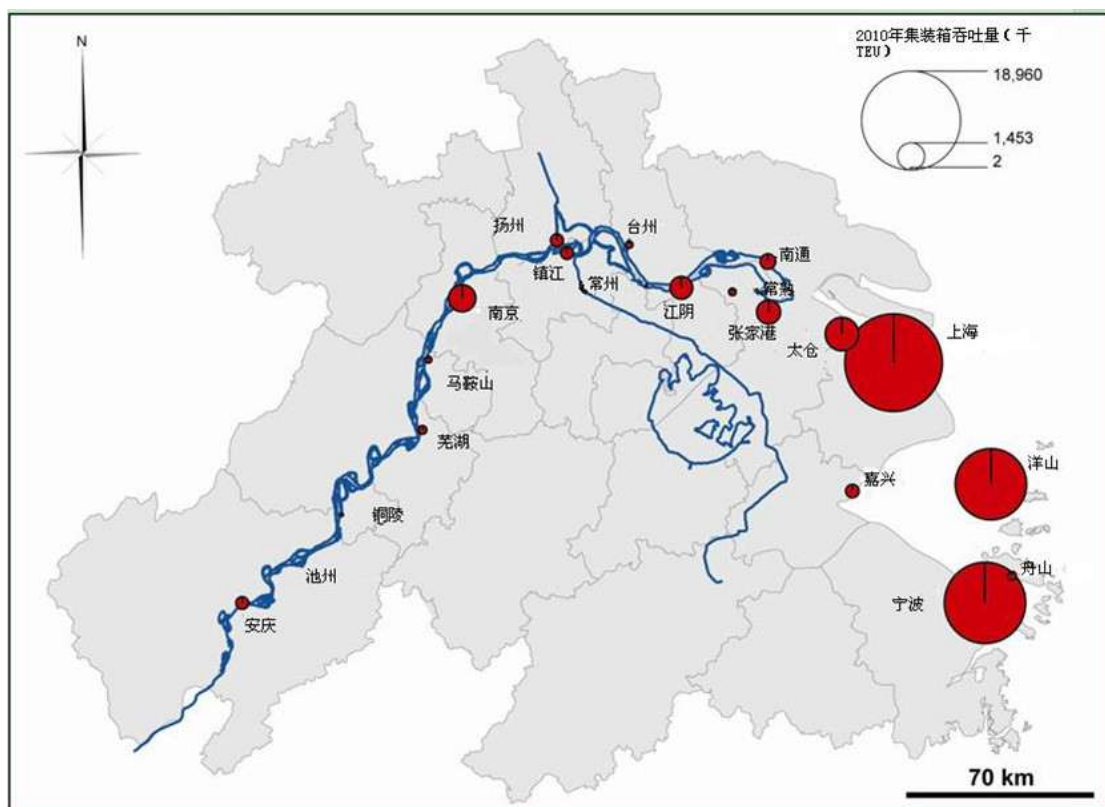 N
2010年集装箱吞吐量(千
TEU)
18,960
1,453
2
扬州
台州
镇江
南通
常州
常熟
南京
江阴
张家港
上海
太仓
马鞍山
芜湖
嘉兴
洋山
铜陵
池州
舟山
宁波
安庆
70 km